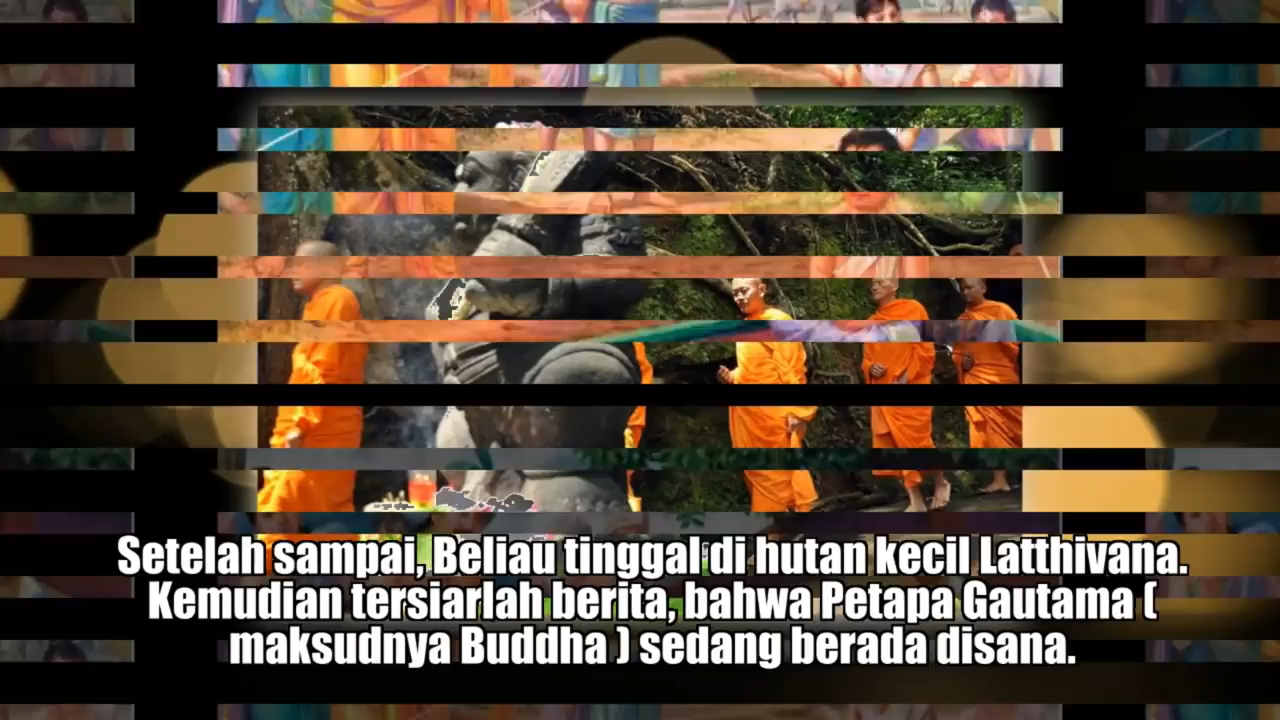 Setelah sampai, Beliau tinggal di hutan kecil Latthivana.
Kemudian tersiarlah berita, bahwa Petapa Gautama (
maksudnya Buddha ) sedang berada disana.